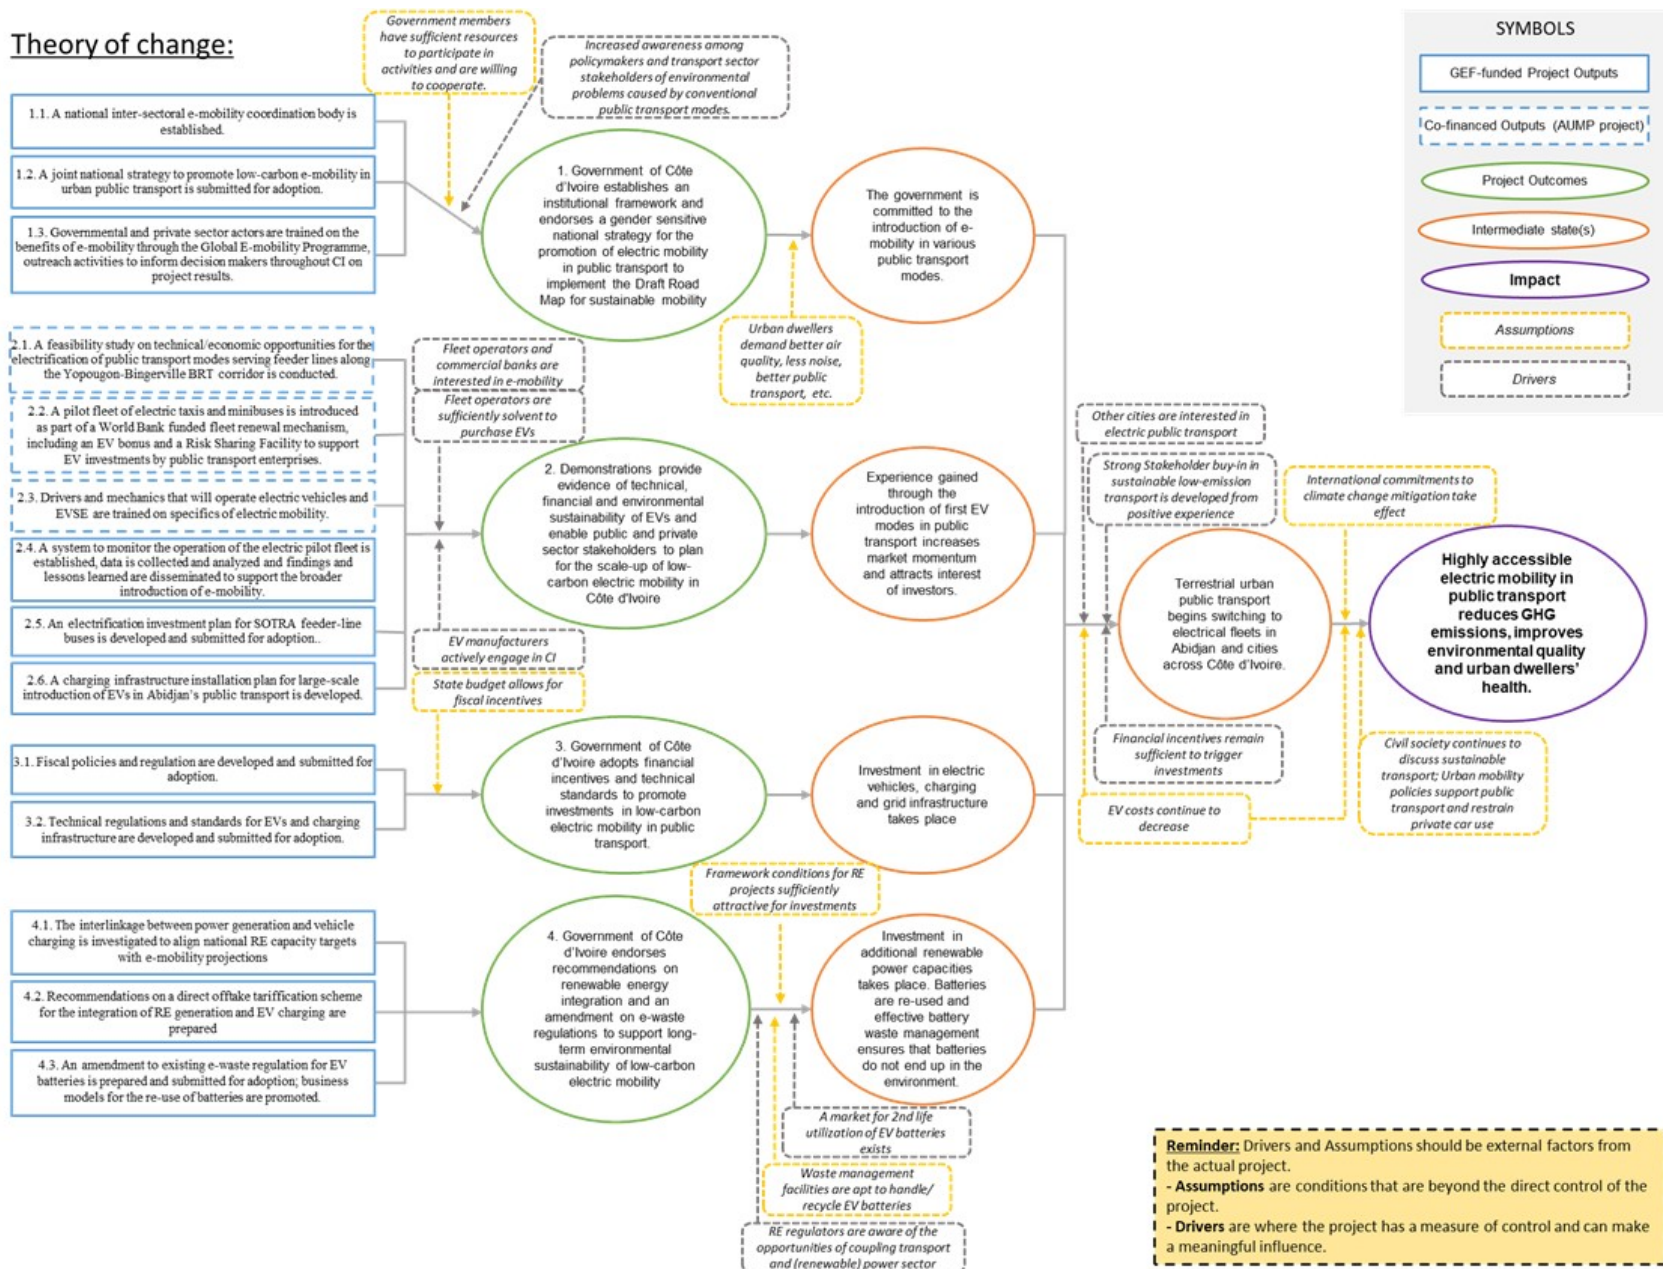 Theory of change:
Government members
have sufficient resources
to participate in
activities and are willing
to cooperate.
Increased awareness among
policymakers and transport sector
stakeholders of environmental
problems caused by conventional
public transport modes.
1.1. A national inter-sectoral e-mobility coordination body is
established.
1.2. A joint national strategy to promote low-carbon e-mobility in
urban public transport is submitted for adoption.
1.3. Governmental and private sector actors are trained on the
benefits of e-mobility through the Global E-mobility Programme,
outreach activities to inform decision makers throughout CI on
project results.
1. Government of Côte
d'Ivoire establishes an
institutional framework and
endorses a gender sensitive
national strategy for the
promotion of electric mobility
in public transport to
implement the Draft Road
Map for sustainable mobility
The government is
committed to the
introduction of e-
mobility in various
public transport
modes.
Urban dwellers
demand better air
quality, less noise,
better public
transport, etc.
2.1. A feasibility study on technical/economic opportunities for the
electrification of public transport modes serving feeder lines along
the Yopougon-Bingerville BRT corridor is conducted.
2.2. A pilot fleet of electric taxis and minibuses is introduced
as part of a World Bank funded fleet renewal mechanism,
including an EV bonus and a Risk Sharing Facility to support
EV investments by public transport enterprises.
2.3. Drivers and mechanics that will operate electric vehicles and
EVSE are trained on specifics of electric mobility.
2.4. A system to monitor the operation of the electric pilot fleet is
established, data is collected and analyzed and findings and
lessons learned are disseminated to support the broader
introduction of e-mobility.
2.5. An electrification investment plan for SOTRA feeder-line
buses is developed and submitted for adoption..
2.6. A charging infrastructure installation plan for large-scale
introduction of EVs in Abidjan's public transport is developed.
Fleet operators and
commercial banks are
interested in e-mobility
Fleet operators are
sufficiently solvent to
purchase EVs
EV manufacturers
actively engage in CI
State budget allows for
fiscal incentives
2. Demonstrations provide
evidence of technical,
financial and environmental
sustainability of EVs and
enable public and private
sector stakeholders to plan
for the scale-up of low-
carbon electric mobility in
Côte d'Ivoire
Experience gained
through the
introduction of first EV
modes in public
transport increases
market momentum
and attracts interest
of investors.
3.1. Fiscal policies and regulation are developed and submitted for
adoption.
3.2. Technical regulations and standards for EVs and charging
infrastructure are developed and submitted for adoption.
3. Government of Côte
d'Ivoire adopts financial
incentives and technical
standards to promote
investments in low-carbon
electric mobility in public
transport.
Investment in electric
vehicles, charging
and grid infrastructure
takes place
Framework conditions for RE
projects sufficiently
attractive for investments
4.1. The interlinkage between power generation and vehicle
charging is investigated to align national RE capacity targets
with e-mobility projections
4.2. Recommendations on a direct offtake tariffication scheme
for the integration of RE generation and EV charging are
prepared
4.3. An amendment to existing e-waste regulation for EV
batteries is prepared and submitted for adoption; business
models for the re-use of batteries are promoted.
4. Government of Côte
d'Ivoire endorses
recommendations on
renewable energy
integration and an
amendment on e-waste
regulations to support long-
term environmental
sustainability of low-carbon
electric mobility
Investment in
additional renewable
power capacities
takes place. Batteries
are re-used and
effective battery
waste management
ensures that batteries
do not end up in the
environment.
A market for 2nd life
utilization of EV batteries
exists
Waste management
facilities are apt to handle/
recycle EV batteries
RE regulators are aware of the
opportunities of coupling transport
and (renewable) power sector
Other cities are interested in
electric public transport
Strong Stakeholder buy-in in
sustainable low-emission
transport is developed from
positive experience
International commitments to
climate change mitigation take
effect
Terrestrial urban
public transport
begins switching to
electrical fleets in
Abidjan and cities
across Côte d'Ivoire.
Highly accessible
electric mobility in
public transport
reduces GHG
emissions, improves
environmental quality
and urban dwellers'
health.
Financial incentives remain
sufficient to trigger
investments
EV costs continue to
decrease
Civil society continues to
discuss sustainable
transport; Urban mobility
policies support public
transport and restrain
private car use
SYMBOLS
GEF-funded Project Outputs
Co-financed Outputs (AUMP project)
Project Outcomes
Intermediate state(s)
Impact
Assumptions
Drivers
Reminder: Drivers and Assumptions should be external factors from
the actual project.
- Assumptions are conditions that are beyond the direct control of the
project.
- Drivers are where the project has a measure of control and can make
a meaningful influence.